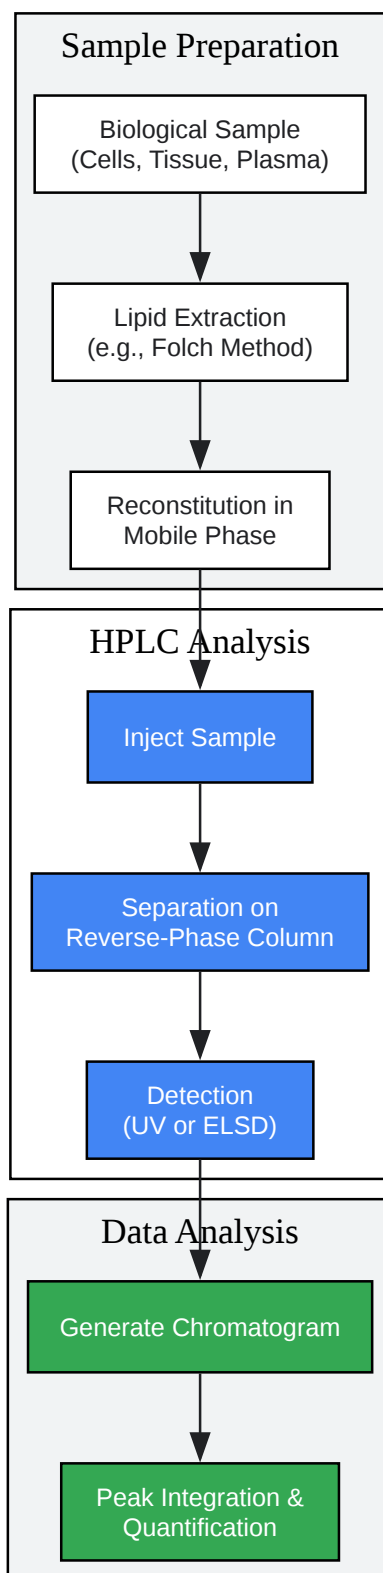 Sample Preparation
Biological Sample
(Cells, Tissue, Plasma)
Lipid Extraction
(e.g., Folch Method)
Reconstitution in
Mobile Phase
HPLC Analysis
Inject Sample
Separation on
Reverse-Phase Column
Detection
(UV or ELSD)
Data Analysis
Generate Chromatogram
Peak Integration &
Quantification